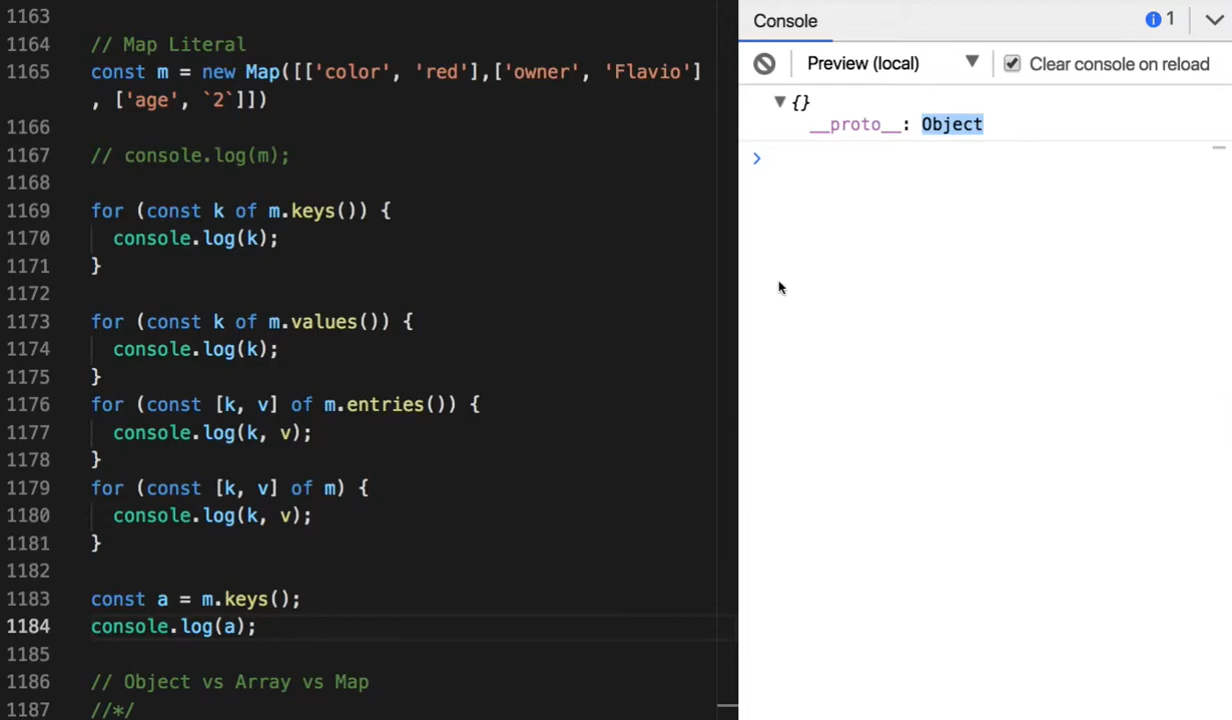 1163
1164 // Map Literal
1165 const m = new Map([['color', 'red'],['owner', 'Flavio']
, ['age', `2`]])
1166
1167 // console.log(m);
1168
1169 for (const k of m.keys()) {
1170 console.log(k);
1171 }
1172
1173 for (const k of m.values()) {
1174 console.log(k);
1175 }
1176 for (const [k, v] of m.entries()) {
1177 console.log(k, v);
1178 }
1179 for (const [k, v] of m) {
1180 console.log(k, v);
1181 }
1182
1183 const a = m.keys();
1184 console.log(a);
1185
1186 // Object vs Array vs Map
1187 //*/
Console 1
Preview (local) Clear console on reload
{}
__proto__: Object